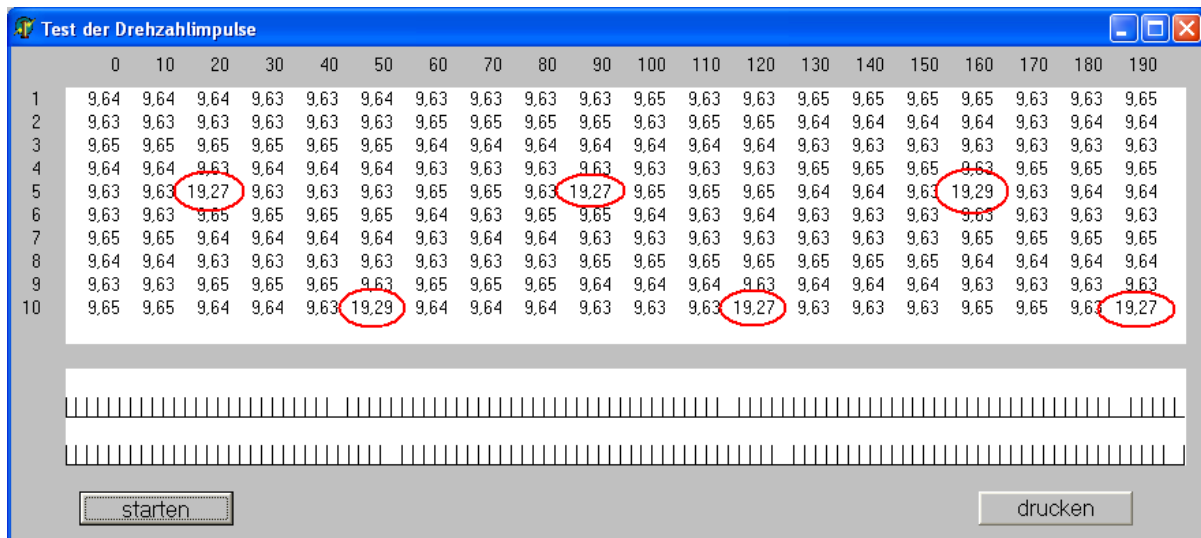 Test der Drehzahlimpulse
0 10 20 30 40 50 60 70 80 90 100 110 120 130 140 150 160 170 180 190
1 9,64 9,64 9,64 9,63 9,63 9,64 9,63 9,63 9,63 9,63 9,65 9,63 9,63 9,65 9,65 9,65 9,65 9,63 9,63 9,65
2 9,63 9,63 9,63 9,63 9,63 9,63 9,65 9,65 9,65 9,65 9,63 9,65 9,65 9,64 9,64 9,64 9,64 9,63 9,64 9,64
3 9,65 9,65 9,65 9,65 9,65 9,65 9,64 9,64 9,64 9,64 9,64 9,64 9,64 9,63 9,63 9,63 9,63 9,63 9,63 9,63
4 9,64 9,64 9,63 9,64 9,64 9,64 9,63 9,63 9,63 9,63 9,63 9,63 9,63 9,65 9,65 9,65 9,63 9,65 9,65 9,65
5 9,63 9,63 19,27 9,63 9,63 9,63 9,65 9,65 9,63 19,27 9,65 9,65 9,65 9,64 9,64 9,63 19,29 9,63 9,64 9,64
6 9,63 9,63 9,65 9,65 9,65 9,65 9,64 9,63 9,65 9,65 9,64 9,63 9,64 9,63 9,63 9,63 9,63 9,63 9,63 9,63
7 9,65 9,65 9,64 9,64 9,64 9,64 9,63 9,64 9,64 9,63 9,63 9,63 9,63 9,63 9,63 9,63 9,65 9,65 9,65 9,65
8 9,64 9,64 9,63 9,63 9,63 9,63 9,63 9,63 9,63 9,65 9,65 9,65 9,65 9,65 9,65 9,65 9,64 9,64 9,64 9,64
9 9,63 9,63 9,65 9,65 9,65 9,63 9,65 9,65 9,65 9,64 9,64 9,64 9,63 9,64 9,64 9,64 9,63 9,63 9,63 9,63
10 9,65 9,65 9,64 9,64 9,63 19,29 9,64 9,64 9,64 9,63 9,63 9,63 19,27 9,63 9,63 9,63 9,65 9,65 9,63 19,27
starten
drucken